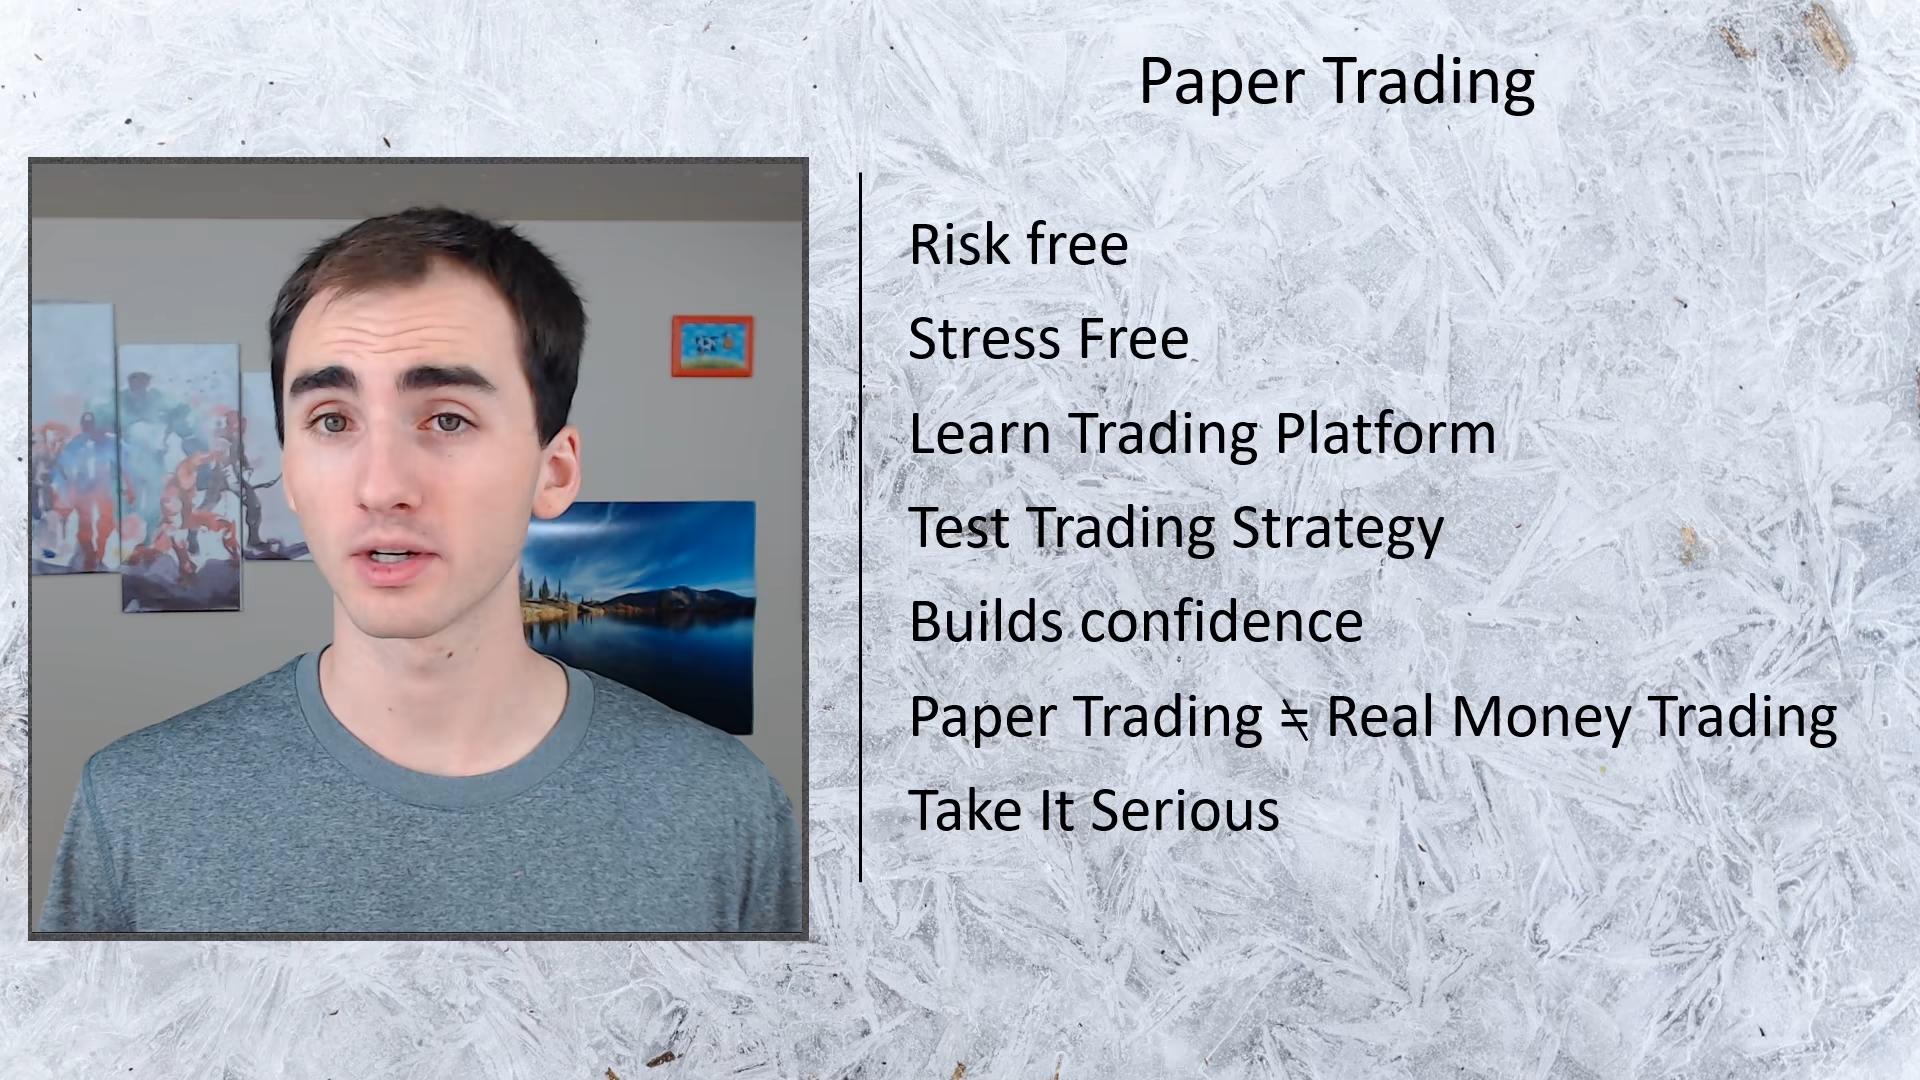 Paper Trading
Risk free
Stress Free
Learn Trading Platform
Test Trading Strategy
Builds confidence
Paper Trading ≠ Real Money Trading
Take It Serious